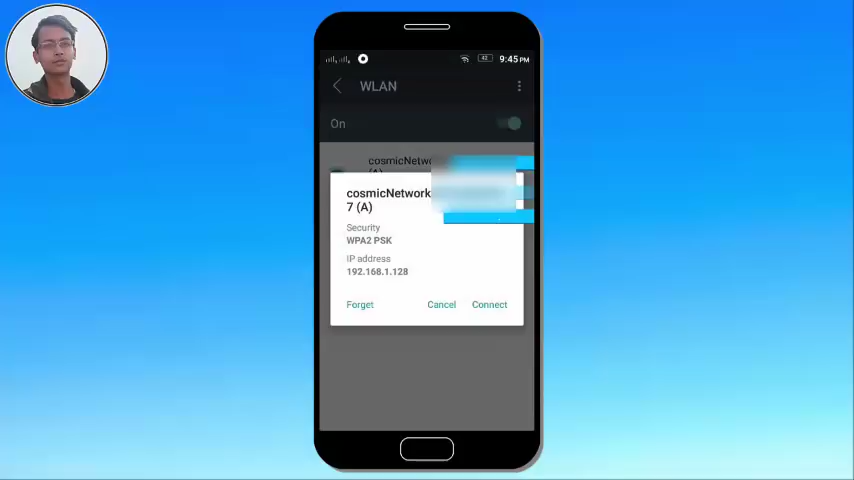 42 9:45 PM
WLAN
On
cosmicNetw
(A)
cosmicNetwork
7 (A)
Security
WPA2 PSK
IP address
192.168.1.128
Forget Cancel Connect